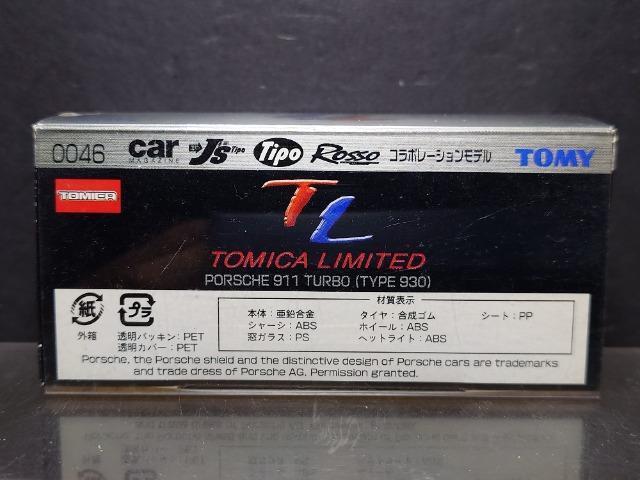 0046 car MAGAZINE J's Tipo Tipo Rosso コラボレーションモデル TOMY
TOMICA
TL
TOMICA LIMITED
PORSCHE 911 TURBO (TYPE 930)
紙
外箱
プラ
透明パッキン:PET
透明カバー:PET
材質表示
本体:亜鉛合金
シャーシ:ABS
窓ガラス:PS
タイヤ:合成ゴム
ホイール:ABS
ヘッドライト:ABS
シート:PP
Porsche, the Porsche shield and the distinctive design of Porsche cars are trademarks
and trade dress of Porsche AG. Permission granted.